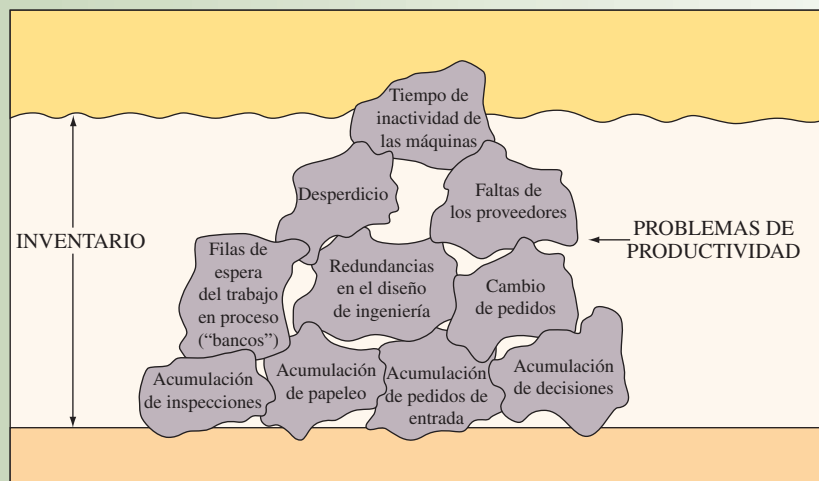 Tiempo de
inactividad de
las máquinas
Desperdicio
Faltas de
los proveedores
INVENTARIO
PROBLEMAS DE
PRODUCTIVIDAD
Filas de
espera
del trabajo
en proceso
(“bancos”)
Redundancias
en el diseño
de ingeniería
Cambio
de pedidos
Acumulación
de inspecciones
Acumulación
de papeleo
Acumulación
de pedidos de
entrada
Acumulación
de decisiones